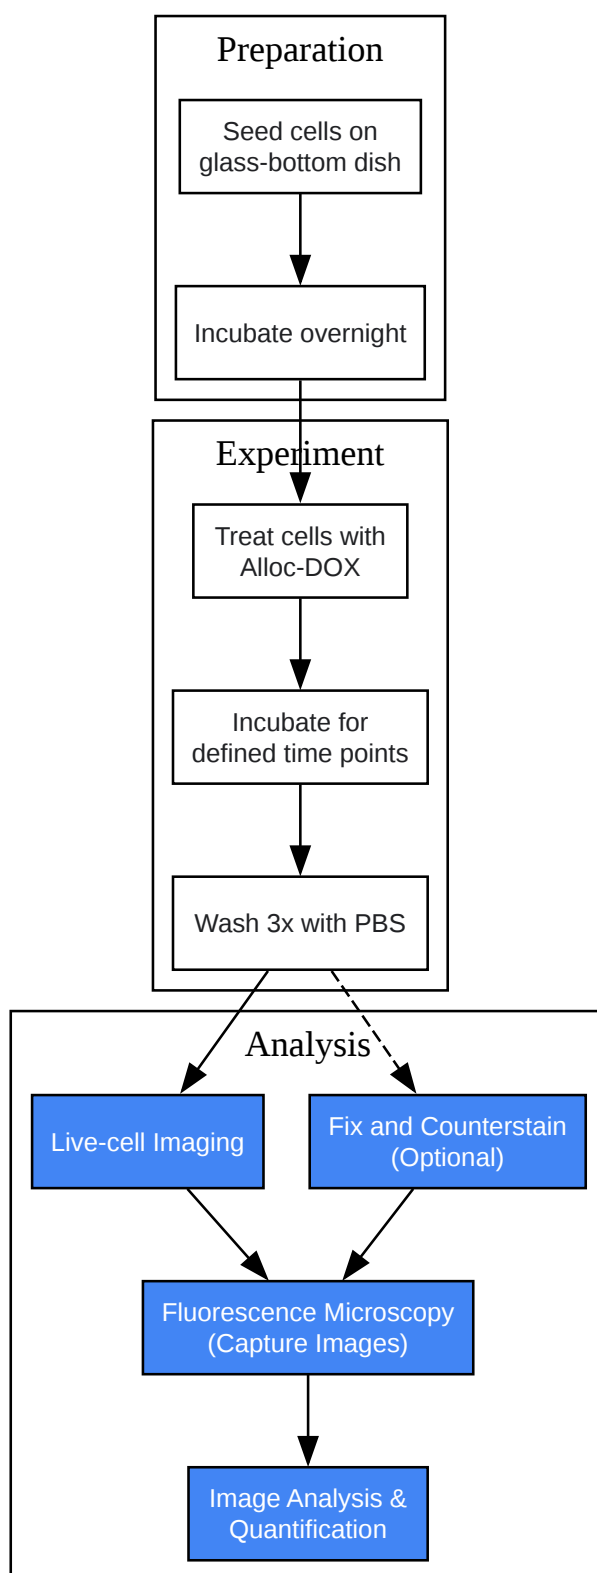 Preparation
Seed cells on
glass-bottom dish
Incubate overnight
Experiment
Treat cells with
Alloc-DOX
Incubate for
defined time points
Wash 3x with PBS
Analysis
Live-cell Imaging
Fix and Counterstain
(Optional)
Fluorescence Microscopy
(Capture Images)
Image Analysis &
Quantification